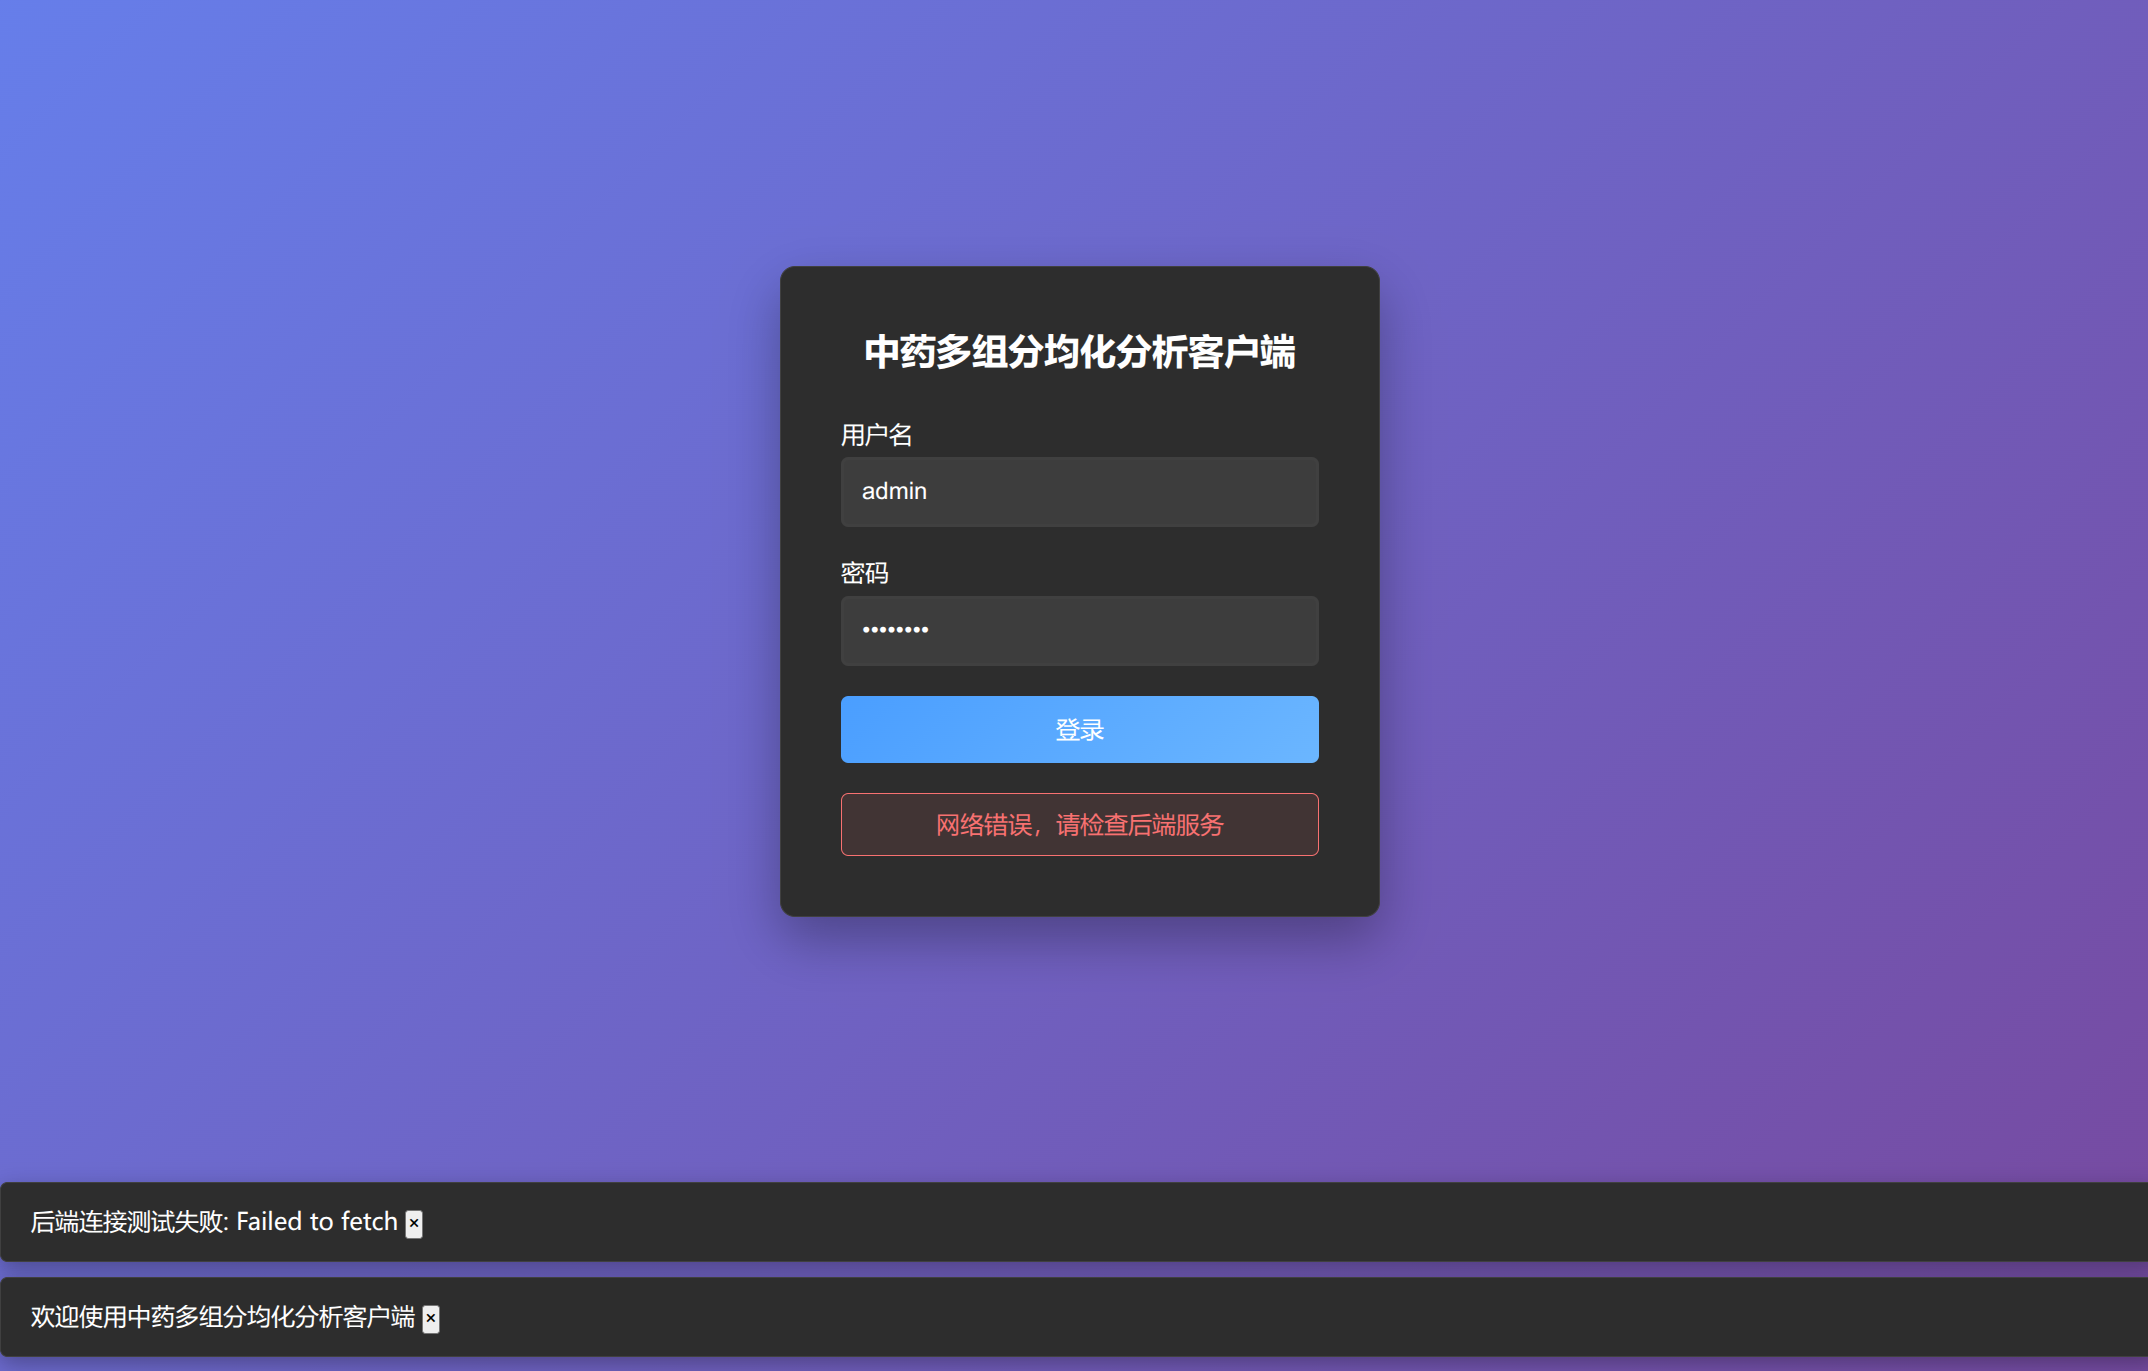 中药多组分均化分析客户端
用户名
admin
密码
••••••••
登录
网络错误，请检查后端服务
后端连接测试失败: Failed to fetch ×
欢迎使用中药多组分均化分析客户端 ×